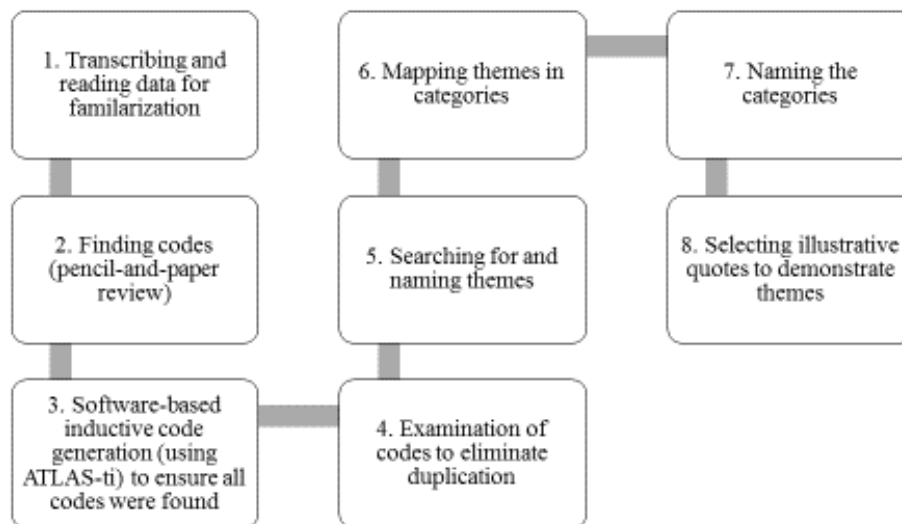 1. Transcribing and
reading data for
familarization
2. Finding codes
(pencil-and-paper
review)
3. Software-based
inductive code
generation (using
ATLAS-ti) to ensure all
codes were found
4. Examination of
codes to eliminate
duplication
5. Searching for and
naming themes
6. Mapping themes in
categories
7. Naming the
categories
8. Selecting illustrative
quotes to demonstrate
themes